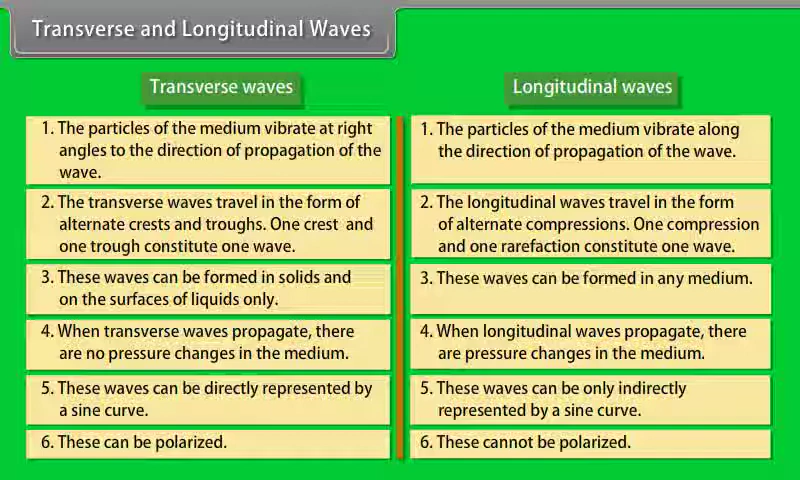 Transverse and Longitudinal Waves
Transverse waves
1. The particles of the medium vibrate at right
angles to the direction of propagation of the
wave.
2. The transverse waves travel in the form of
alternate crests and troughs. One crest and
one trough constitute one wave.
3. These waves can be formed in solids and
on the surfaces of liquids only.
4. When transverse waves propagate, there
are no pressure changes in the medium.
5. These waves can be directly represented by
a sine curve.
6. These can be polarized.
Longitudinal waves
1. The particles of the medium vibrate along
the direction of propagation of the wave.
2. The longitudinal waves travel in the form
of alternate compressions. One compression
and one rarefaction constitute one wave.
3. These waves can be formed in any medium.
4. When longitudinal waves propagate, there
are pressure changes in the medium.
5. These waves can be only indirectly
represented by a sine curve.
6. These cannot be polarized.